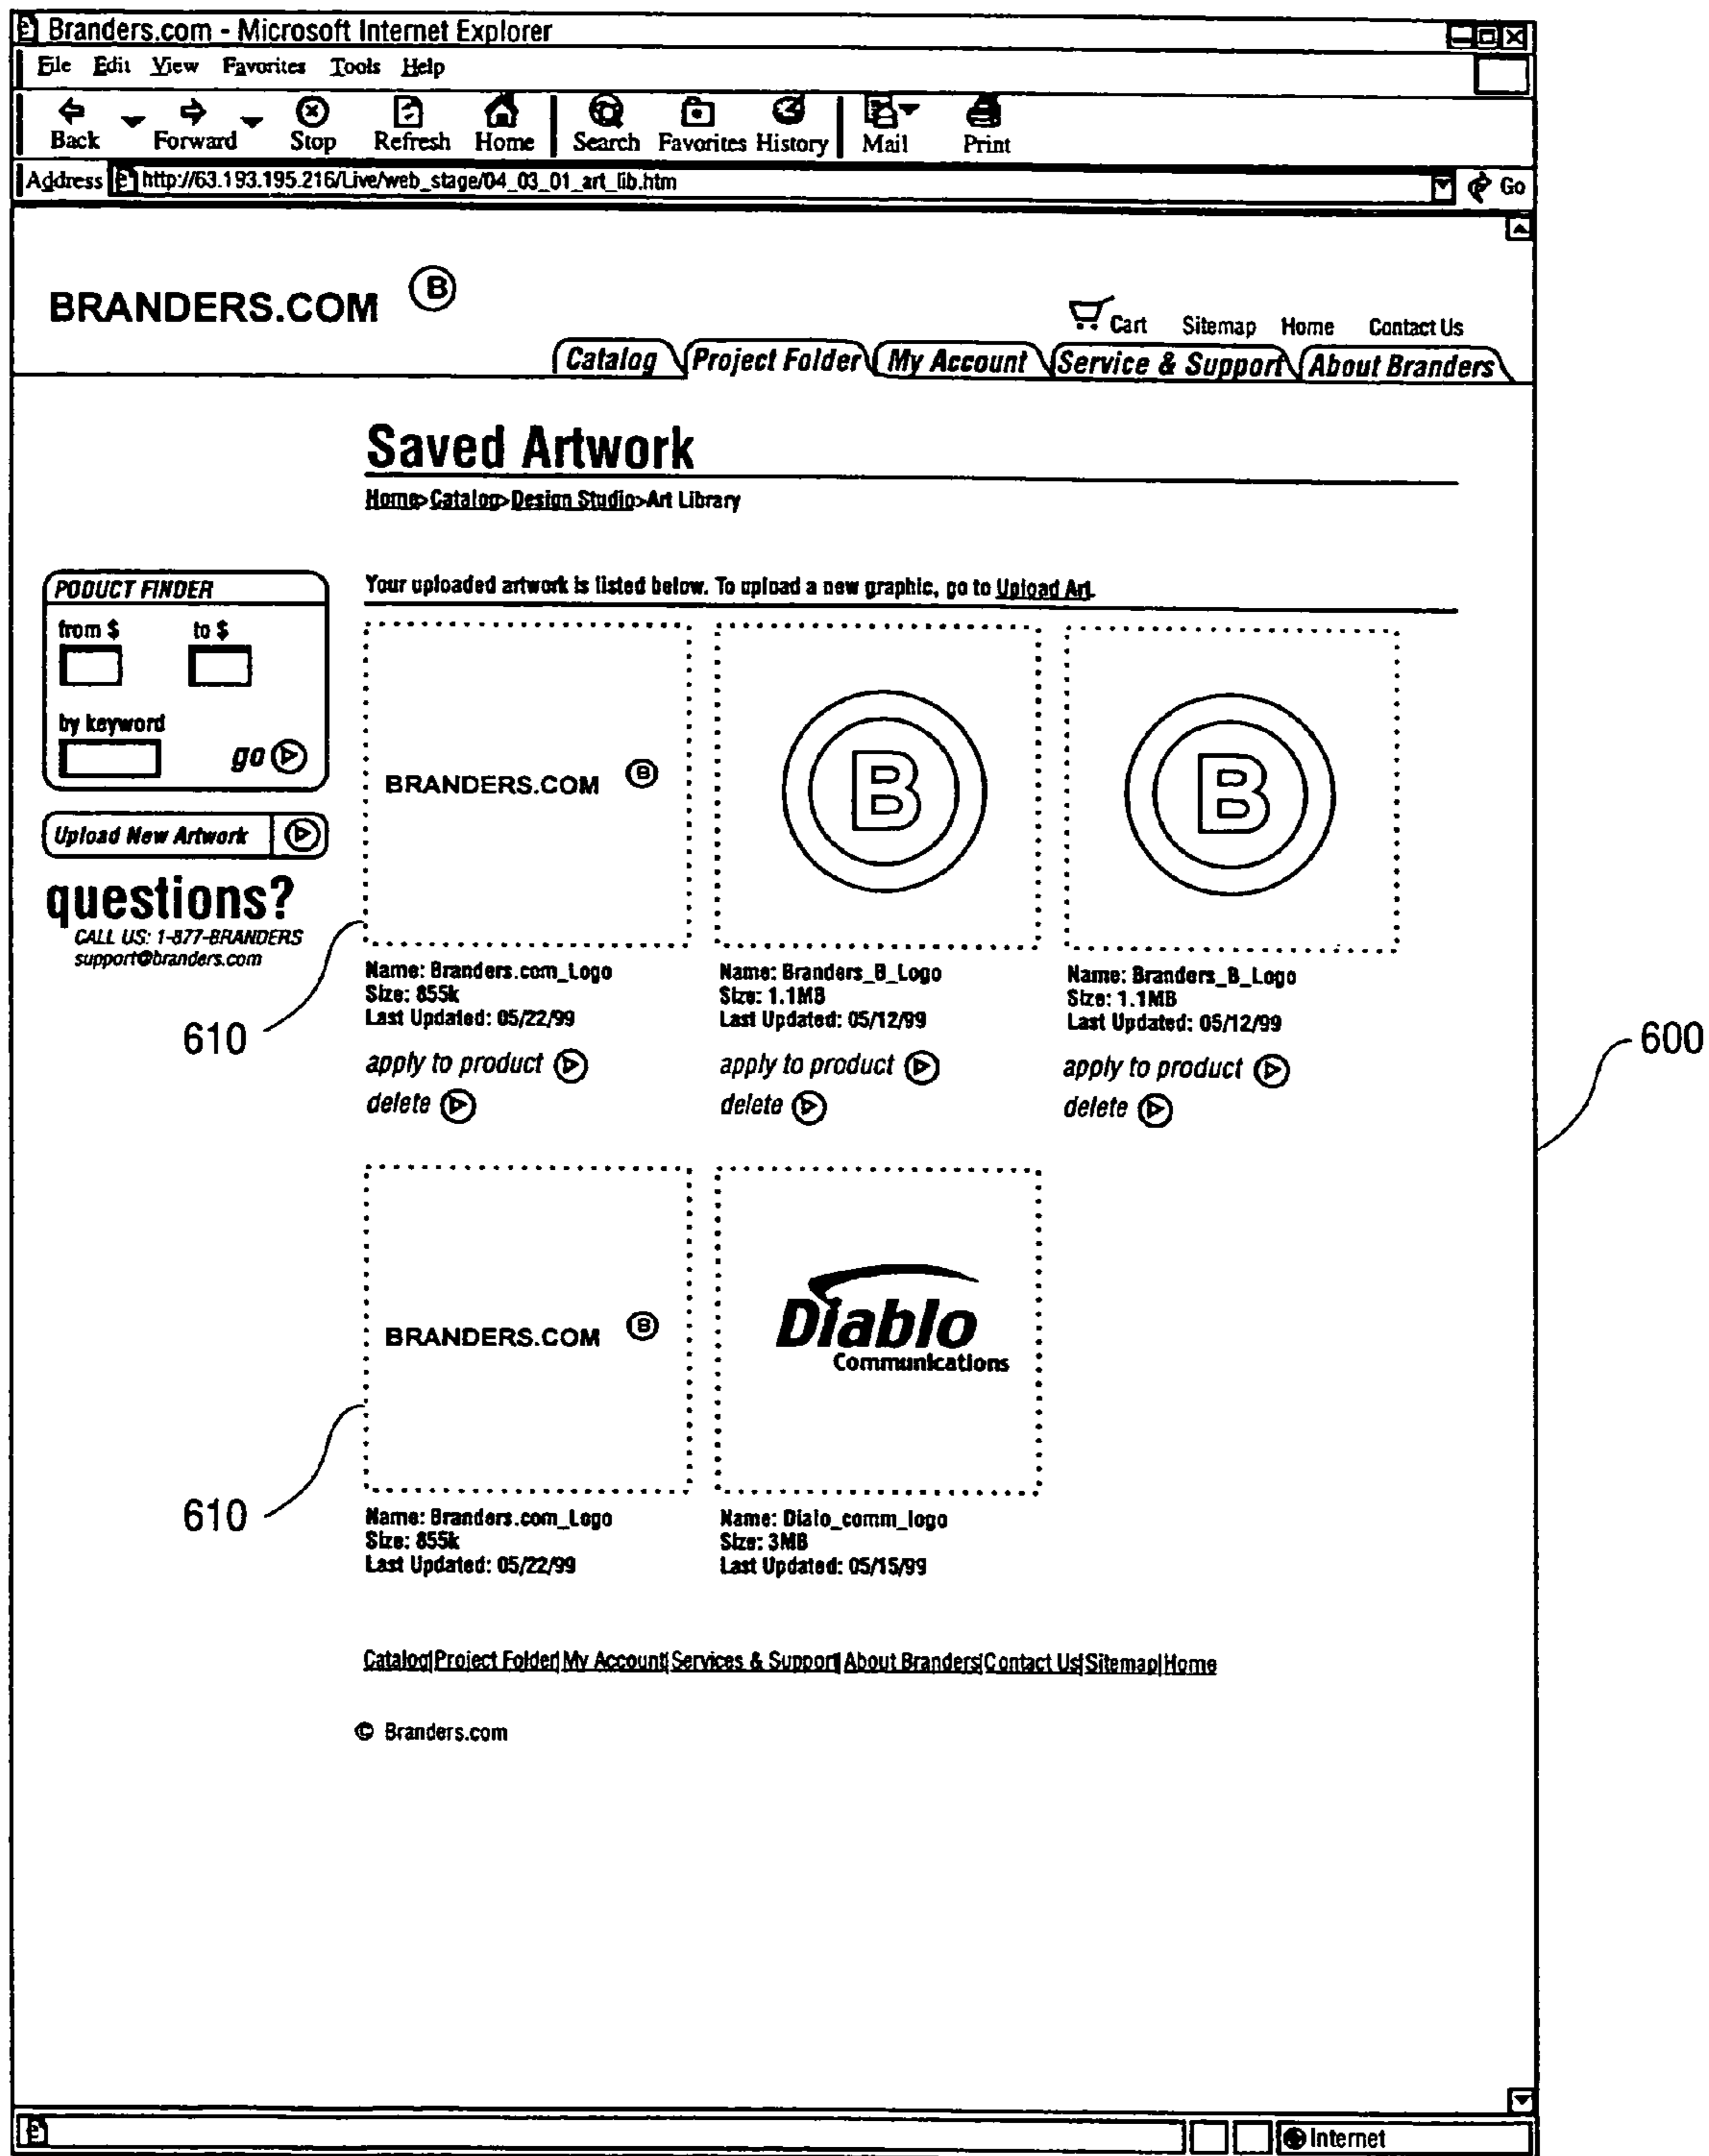 Branders.com - Microsoft Internet Explorer
File Edit View Favorites Tools Help
Back Forward Stop Refresh Home Search Favorites History Mail Print
Address http://63.193.195.216/Live/web_stage/04_03_01_art_lib.htm Go
BRANDERS.COM B
Cart Sitemap Home Contact Us
Catalog Project Folder My Account Service & Support About Branders
Saved Artwork
Home>Catalog>Design Studio>Art Library
Your uploaded artwork is listed below. To upload a new graphic, go to Upload Art.
PODUCT FINDER
from $ to $
by keyword
go
Upload New Artwork
questions?
CALL US: 1-877-BRANDERS
support@branders.com
BRANDERS.COM B
B
B
Name: Branders.com_Logo
Size: 855k
Last Updated: 05/22/99
apply to product
delete
Name: Branders_B_Logo
Size: 1.1MB
Last Updated: 05/12/99
apply to product
delete
Name: Branders_B_Logo
Size: 1.1MB
Last Updated: 05/12/99
apply to product
delete
610
600
BRANDERS.COM B
Diablo
Communications
610
Name: Branders.com_Logo
Size: 855k
Last Updated: 05/22/99
Name: Dialo_comm_logo
Size: 3MB
Last Updated: 05/15/99
Catalog|Project Folder|My Account|Services & Support|About Branders|Contact Us|Sitemap|Home
© Branders.com
Internet